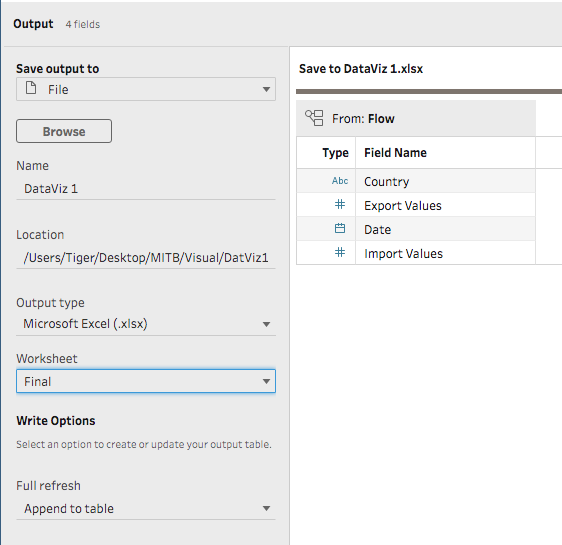 Output 4 fields
Save output to
File
Browse
Name
DataViz 1
Location
/Users/Tiger/Desktop/MITB/Visual/DatViz1
Output type
Microsoft Excel (.xlsx)
Worksheet
Final
Write Options
Select an option to create or update your output table.
Full refresh
Append to table
Save to DataViz 1.xlsx
From: Flow
Type Field Name
Abc Country
# Export Values
Date
# Import Values